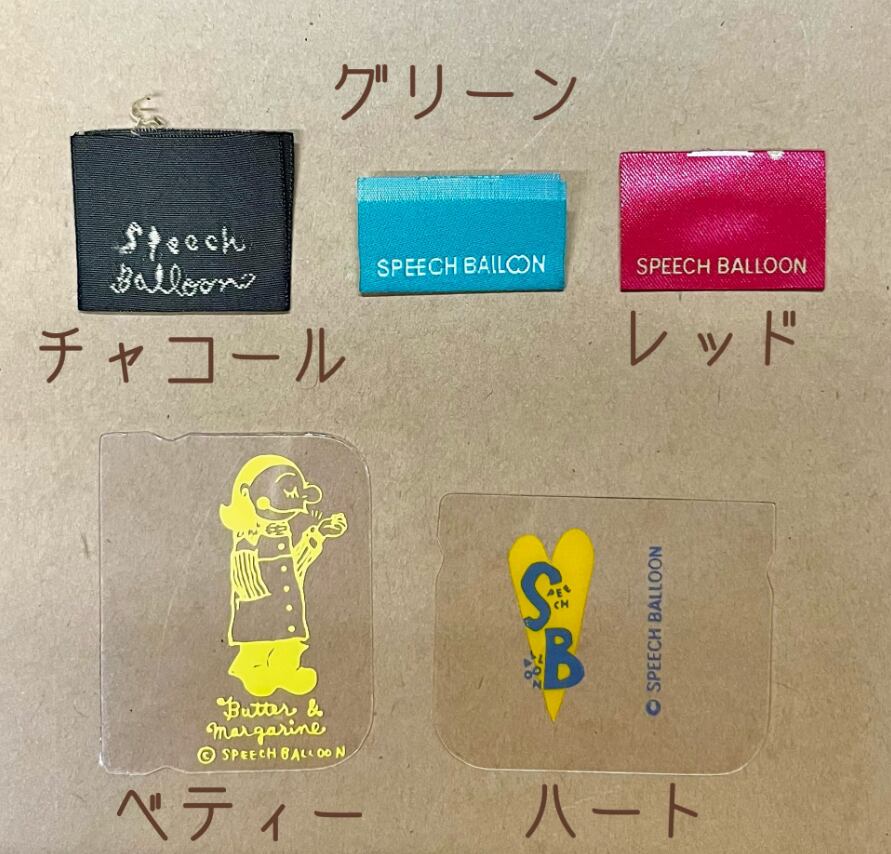 グリーン
Speech
Balloon
SPEECH BALLOON
SPEECH BALLOON
チャコール
レッド
Butter &
Margarine
© SPEECH BALLOON
SPEECH
BALLOON
© SPEECH BALLOON
ベティー
ハート